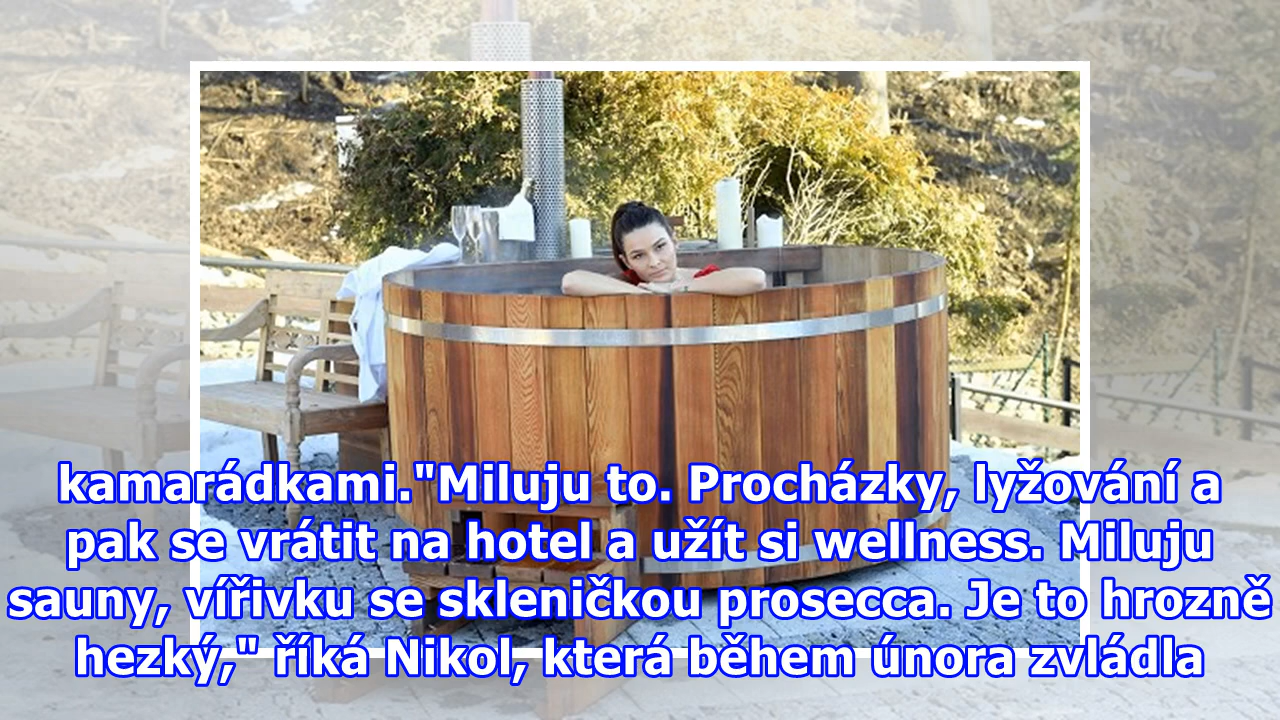 kamarádkami."Miluju to. Procházky, lyžování a
pak se vrátit na hotel a užít si wellness. Miluju
sauny, vířivku se skleničkou prosecca. Je to hrozně
hezký," říká Nikol, která během února zvládla